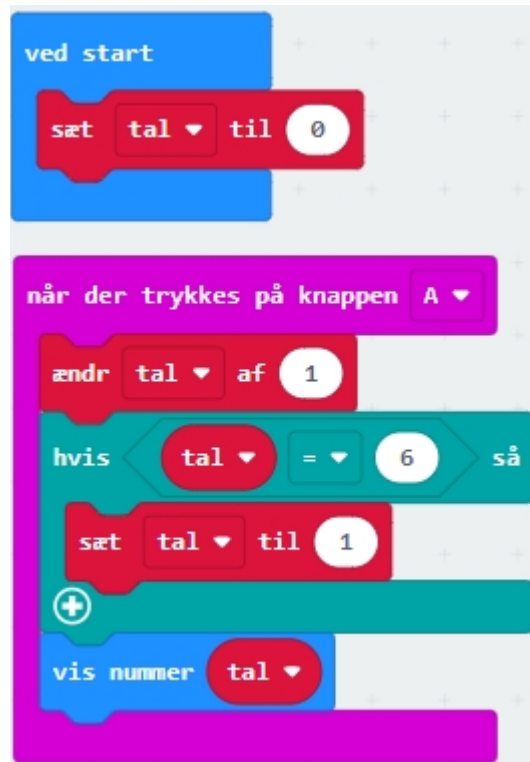 ved start
sæt tal til 0
når der trykkes på knappen A
ændr tal af 1
hvis tal = 6 så
sæt tal til 1
vis nummer tal